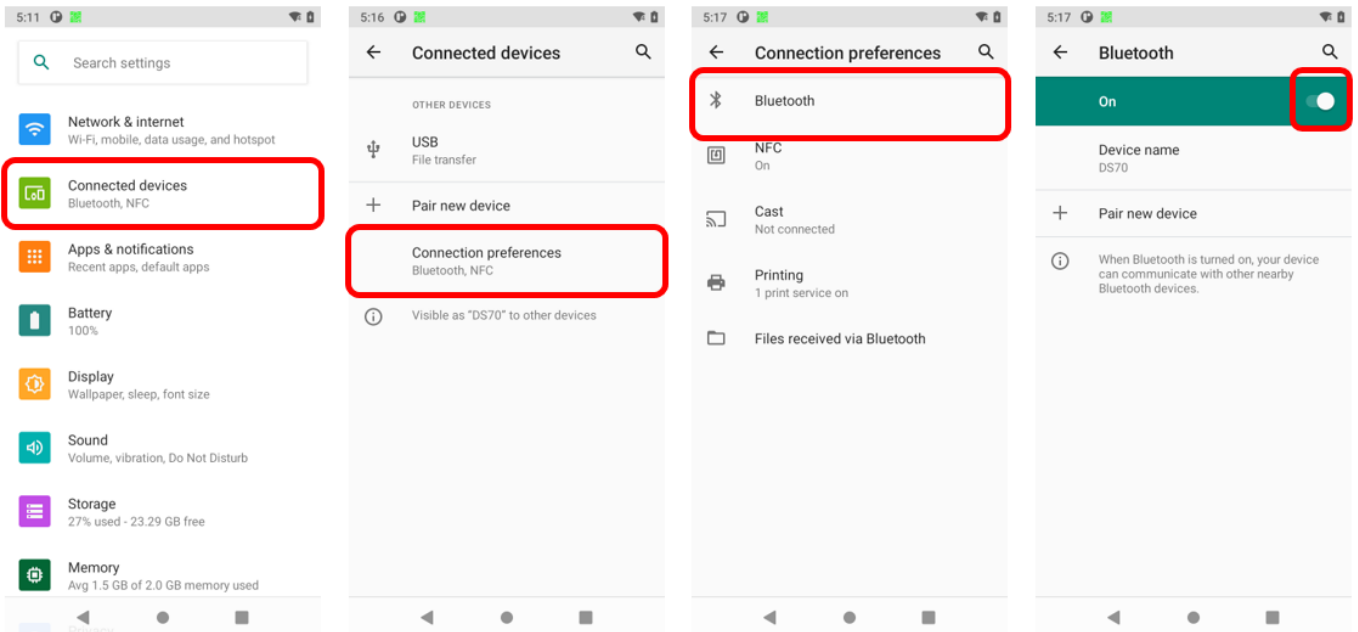 5:11
Search settings
Network & internet
Wi-Fi, mobile, data usage, and hotspot
Connected devices
Bluetooth, NFC
Apps & notifications
Recent apps, default apps
Battery
100%
Display
Wallpaper, sleep, font size
Sound
Volume, vibration, Do Not Disturb
Storage
27% used - 23.29 GB free
Memory
Avg 1.5 GB of 2.0 GB memory used
Privacy
5:16
Connected devices
OTHER DEVICES
USB
File transfer
Pair new device
Connection preferences
Bluetooth, NFC
Visible as "DS70" to other devices
5:17
Connection preferences
Bluetooth
NFC
On
Cast
Not connected
Printing
1 print service on
Files received via Bluetooth
5:17
Bluetooth
On
Device name
DS70
Pair new device
When Bluetooth is turned on, your device
can communicate with other nearby
Bluetooth devices.